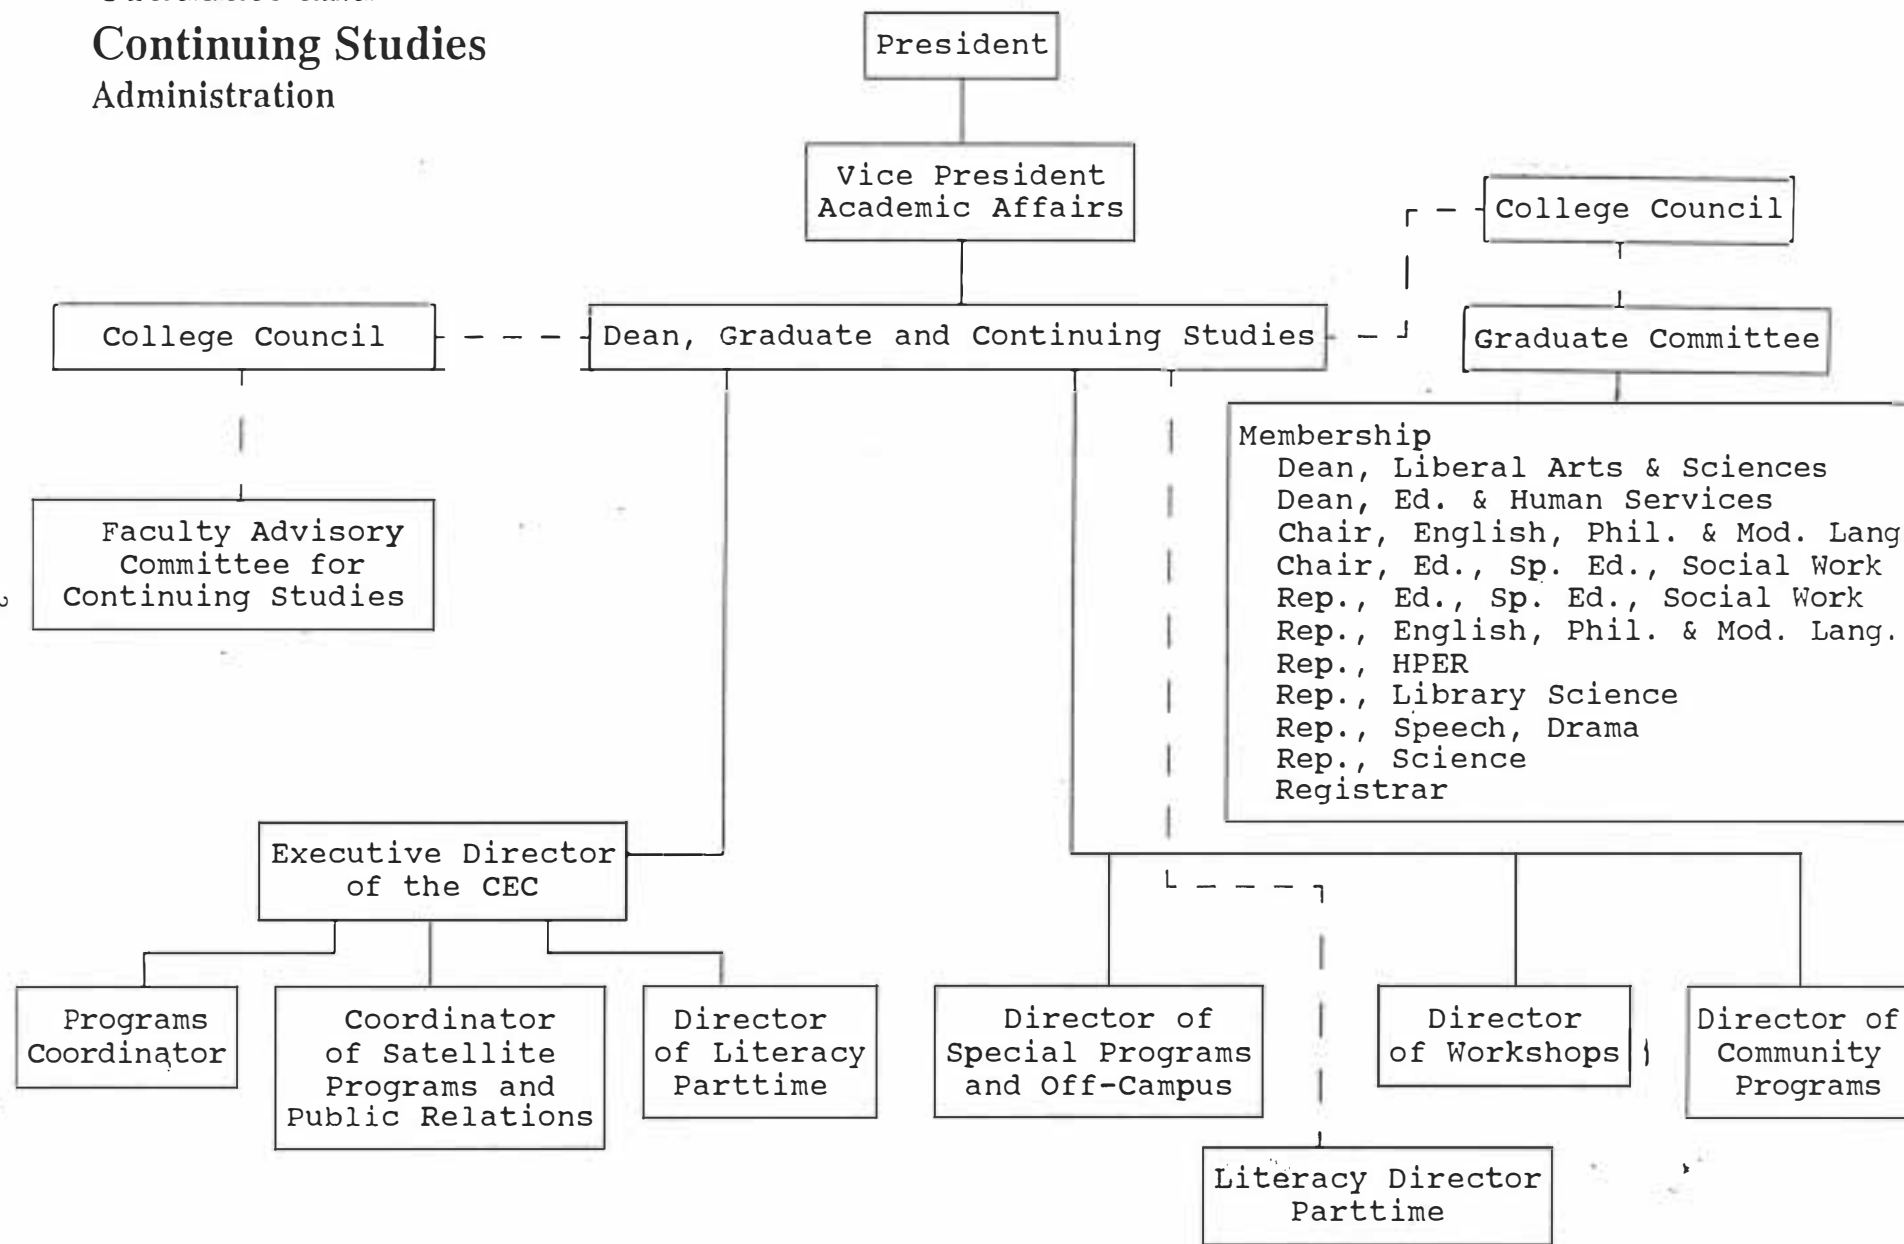 Continuing Studies
Administration
President
Vice President
Academic Affairs
College Council
College Council
Dean, Graduate and Continuing Studies
Graduate Committee
Membership
Dean, Liberal Arts & Sciences
Dean, Ed. & Human Services
Chair, English, Phil. & Mod. Lang
Chair, Ed., Sp. Ed., Social Work
Rep., Ed., Sp. Ed., Social Work
Rep., English, Phil. & Mod. Lang.
Rep., HPER
Rep., Library Science
Rep., Speech, Drama
Rep., Science
Registrar
Faculty Advisory
Committee for
Continuing Studies
Executive Director
of the CEC
Programs
Coordinator
Coordinator
of Satellite
Programs and
Public Relations
Director
of Literacy
Parttime
Director of
Special Programs
and Off-Campus
Director
of Workshops
Director of
Community
Programs
Literacy Director
Parttime